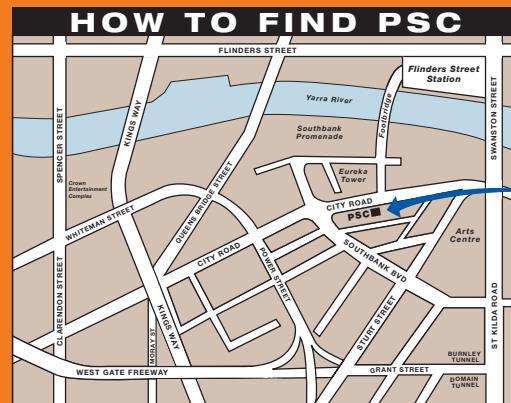 HOW TO FIND PSC
FLINDERS STREET
Flinders Street
Station
Yarra River
Footbridge
SWANSTON STREET
SPENCER STREET
KINGS WAY
Southbank
Promenade
Eureka
Tower
Crown
Entertainment
Complex
QUEENS BRIDGE STREET
CITY ROAD
PSC
WHITEMAN STREET
Arts
Centre
CITY ROAD
POWER STREET
SOUTHBANK BVD
CLARENDON STREET
KINGS WAY
MORAY ST
STURT STREET
ST KILDA ROAD
WEST GATE FREEWAY
GRANT STREET
BURNLEY
TUNNEL
DOMAIN
TUNNEL